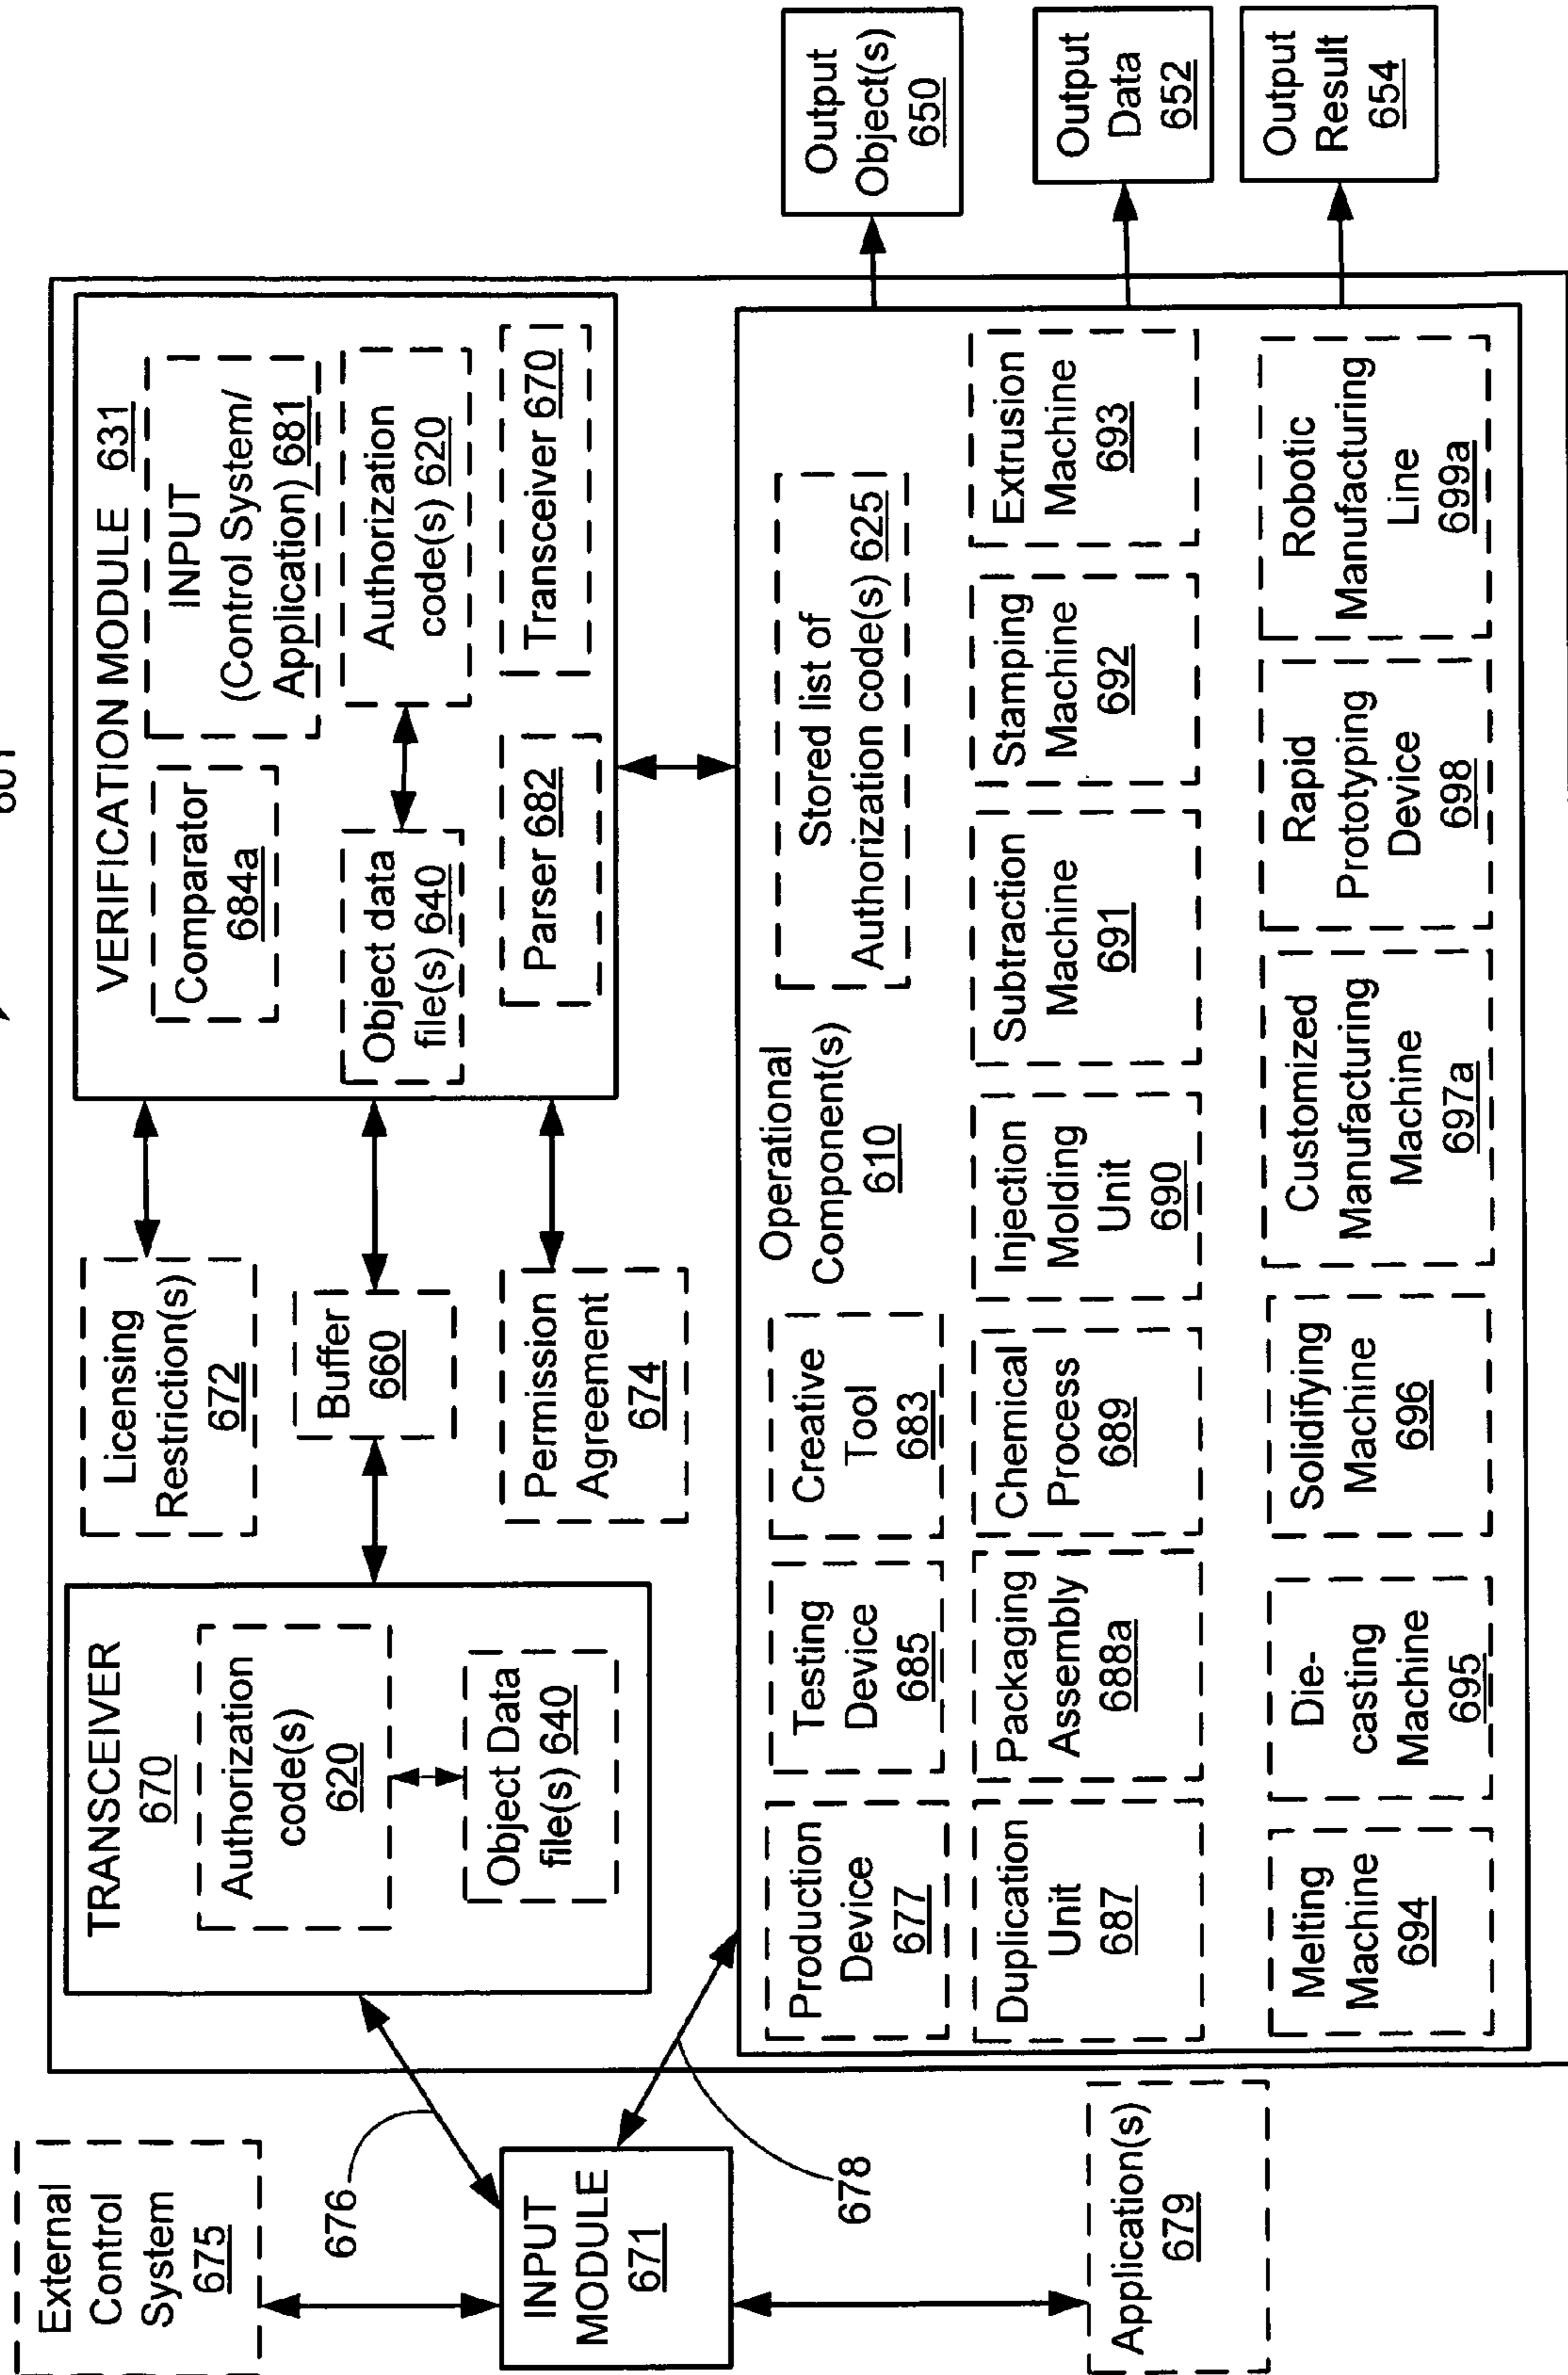 601
External
Control
System
675
676
INPUT
MODULE
671
678
Application(s)
679
TRANSCEIVER
670
Authorization
code(s)
620
Object Data
file(s) 640
Licensing
Restriction(s)
672
Buffer
660
Permission
Agreement
674
VERIFICATION MODULE 631
Comparator
684a
INPUT
(Control System/
Application) 681
Object data
file(s) 640
Authorization
code(s) 620
Parser 682
Transceiver 670
Operational
Component(s)
610
Stored list of
Authorization code(s) 625
Production
Device
677
Testing
Device
685
Creative
Tool
683
Duplication
Unit
687
Packaging
Assembly
688a
Chemical
Process
689
Injection
Molding
Unit
690
Subtraction
Machine
691
Stamping
Machine
692
Extrusion
Machine
693
Melting
Machine
694
Die-
casting
Machine
695
Solidifying
Machine
696
Customized
Manufacturing
Machine
697a
Rapid
Prototyping
Device
698
Robotic
Manufacturing
Line
699a
Output
Object(s)
650
Output
Data
652
Output
Result
654